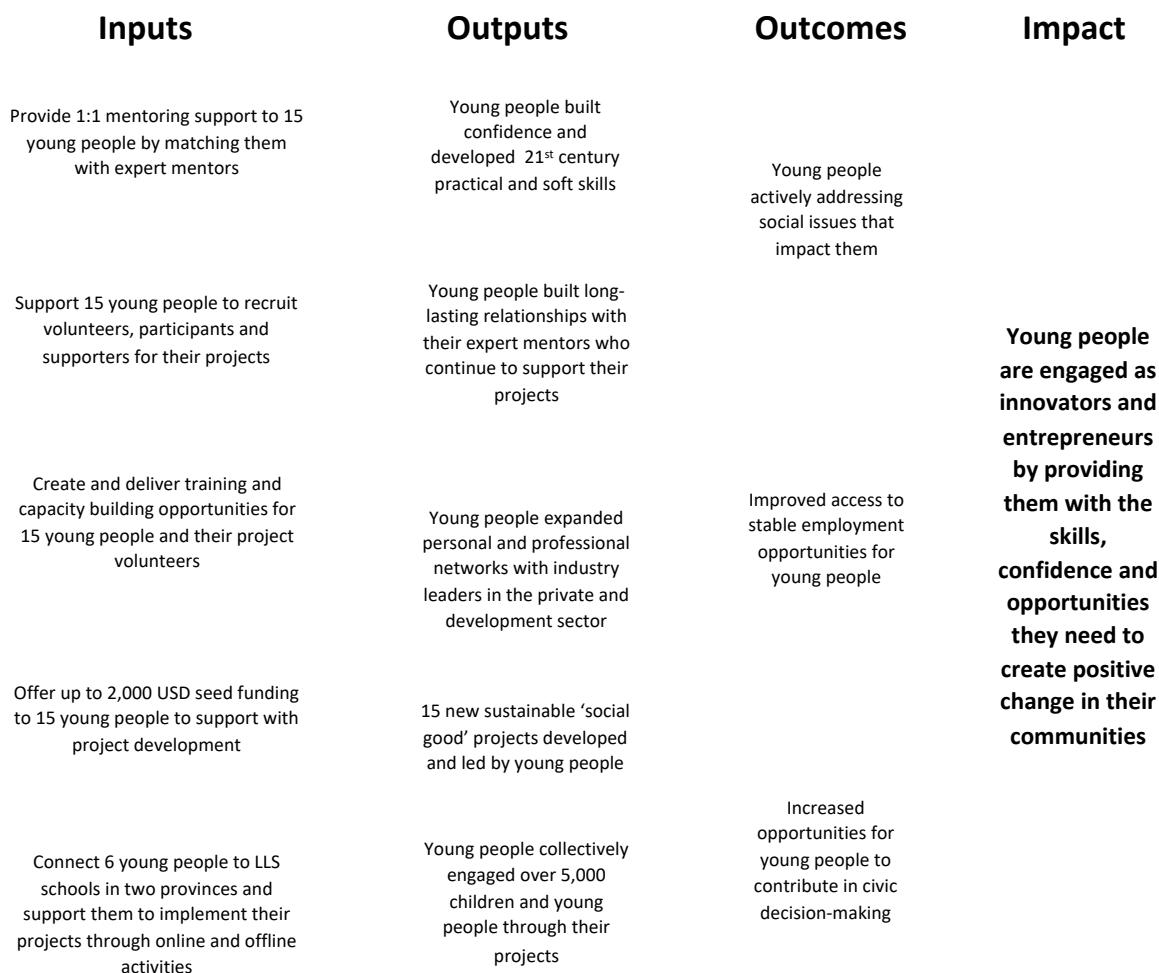 Inputs
Outputs
Outcomes
Impact
Provide 1:1 mentoring support to 15
young people by matching them
with expert mentors
Support 15 young people to recruit
volunteers, participants and
supporters for their projects
Create and deliver training and
capacity building opportunities for
15 young people and their project
volunteers
Offer up to 2,000 USD seed funding
to 15 young people to support with
project development
Connect 6 young people to LLS
schools in two provinces and
support them to implement their
projects through online and offline
activities
Young people built
confidence and
developed 21st century
practical and soft skills
Young people built long-
lasting relationships with
their expert mentors who
continue to support their
projects
Young people expanded
personal and professional
networks with industry
leaders in the private and
development sector
15 new sustainable ‘social
good’ projects developed
and led by young people
Young people collectively
engaged over 5,000
children and young
people through their
projects
Young people
actively addressing
social issues that
impact them
Improved access to
stable employment
opportunities for
young people
Increased
opportunities for
young people to
contribute in civic
decision-making
Young people
are engaged as
innovators and
entrepreneurs
by providing
them with the
skills,
confidence and
opportunities
they need to
create positive
change in their
communities